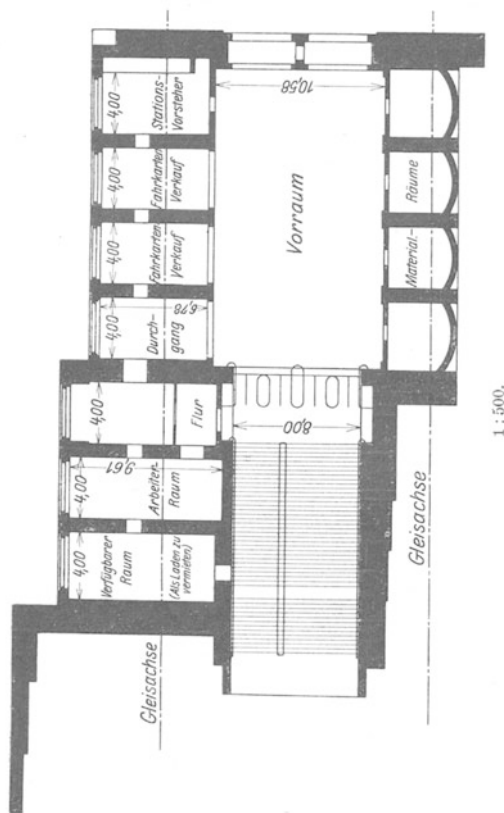 4,00
Stations-
Vorsteher
4,00
Fahrkarten
Verkauf
4,00
Fahrkarten
Verkauf
4,00
6,78
Durch-
gang
4,00
Flur
4,00
9,61
Arbeiter-
Raum
4,00
Verfügbarer
Raum
(Als Laden zu
vermieten)
10,58
Vorraum
8,00
Material-
Räume
Gleisachse
Gleisachse
1 : 500.